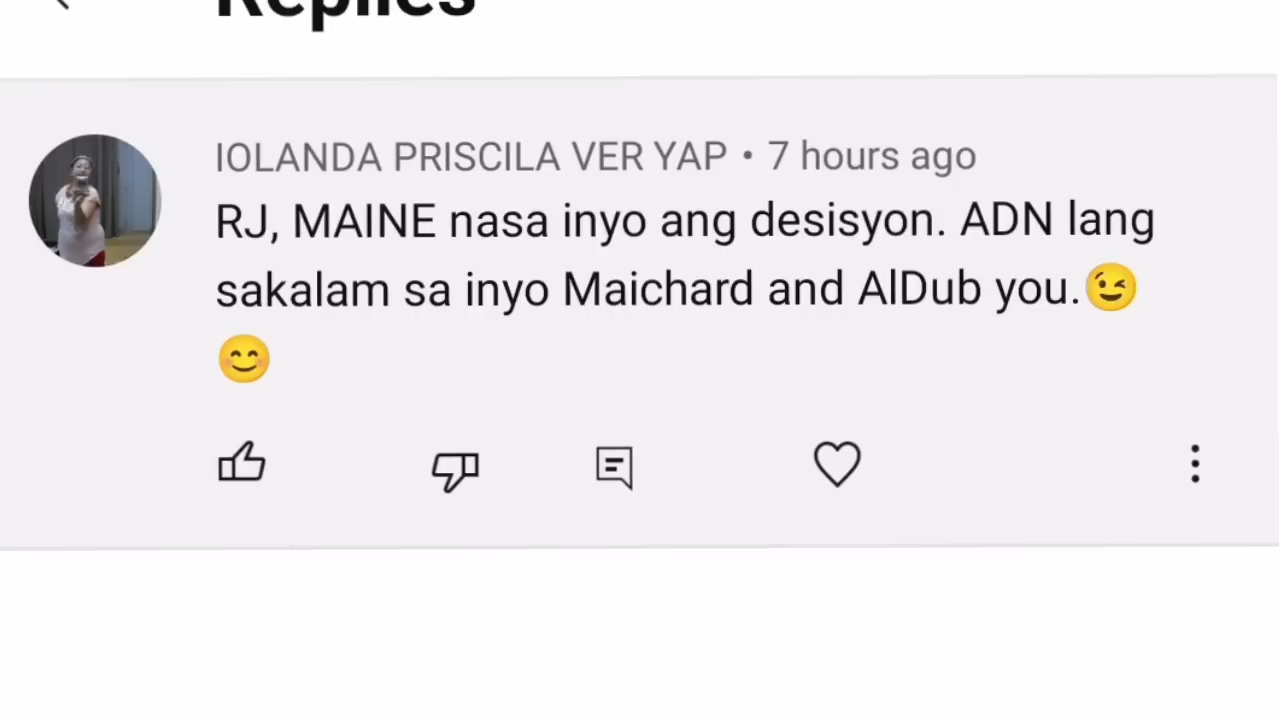 Replies
IOLANDA PRISCILA VER YAP • 7 hours ago
RJ, MAINE nasa inyo ang desisyon. ADN lang
sakalam sa inyo Maichard and AlDub you.😉
😊